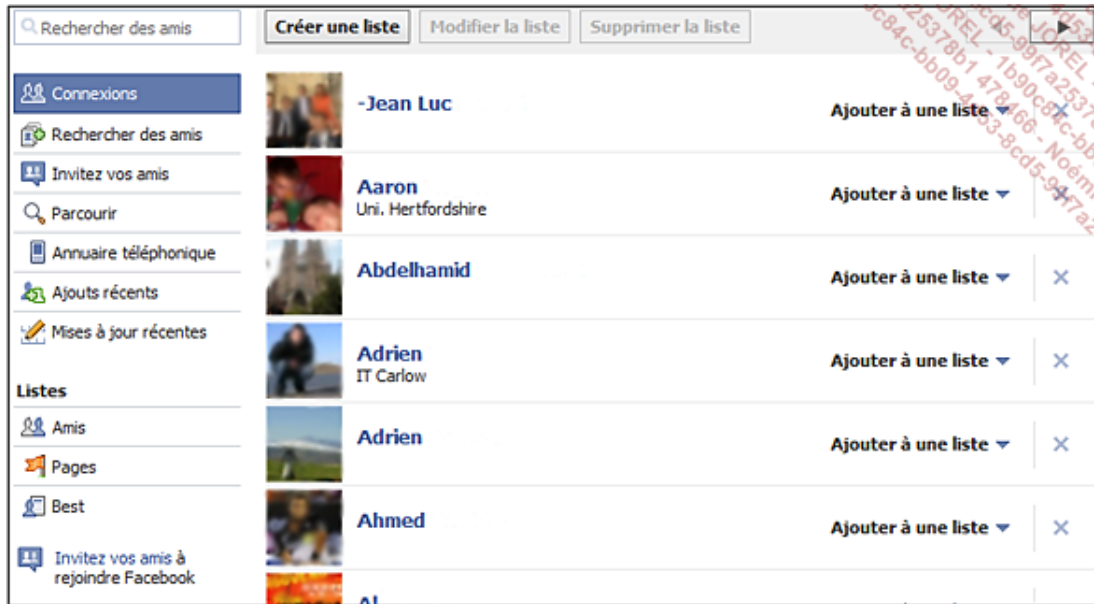 Rechercher des amis
Créer une liste
Modifier la liste
Supprimer la liste
Connexions
Rechercher des amis
Invitez vos amis
Parcourir
Annuaire téléphonique
Ajouts récents
Mises à jour récentes
Listes
Amis
Pages
Best
Invitez vos amis à
rejoindre Facebook
-Jean Luc
Ajouter à une liste
Aaron
Uni. Hertfordshire
Ajouter à une liste
Abdelhamid
Ajouter à une liste
Adrien
IT Carlow
Ajouter à une liste
Adrien
Ajouter à une liste
Ahmed
Ajouter à une liste